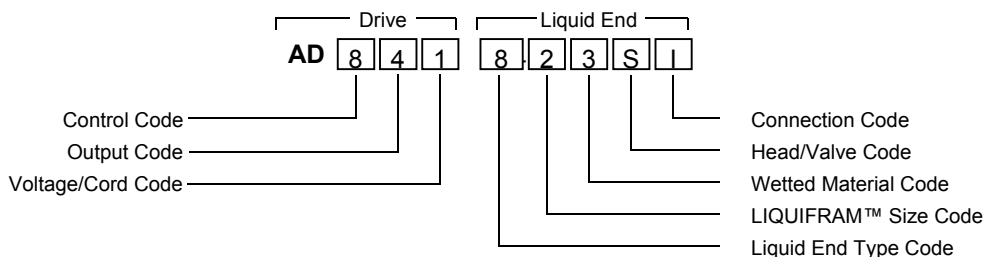 Drive Liquid End
AD 8 4 1 8 2 3 S I
Control Code Connection Code
Output Code Head/Valve Code
Voltage/Cord Code Wetted Material Code
LIQUIFRAM™ Size Code
Liquid End Type Code